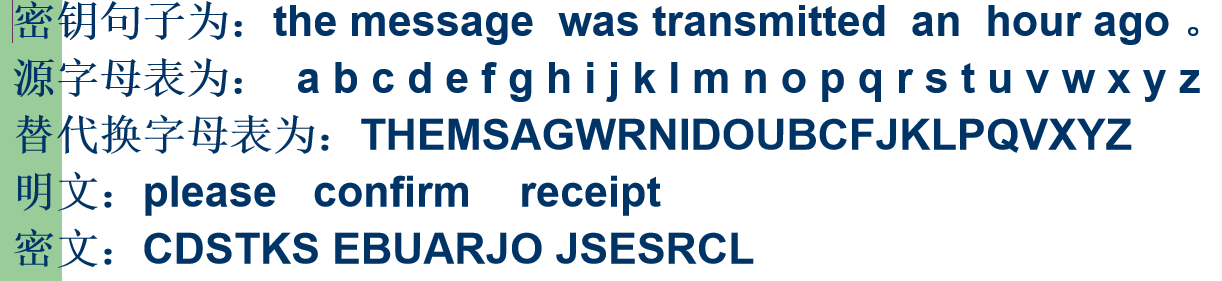 密钥句子为：the message was transmitted an hour ago 。
源字母表为： a b c d e f g h i j k l m n o p q r s t u v w x y z
替代换字母表为：THEMSAGWRNIDOUBCFJKLPQVXYZ
明文：please confirm receipt
密文：CDSTKS EBUARJO JSESRCL